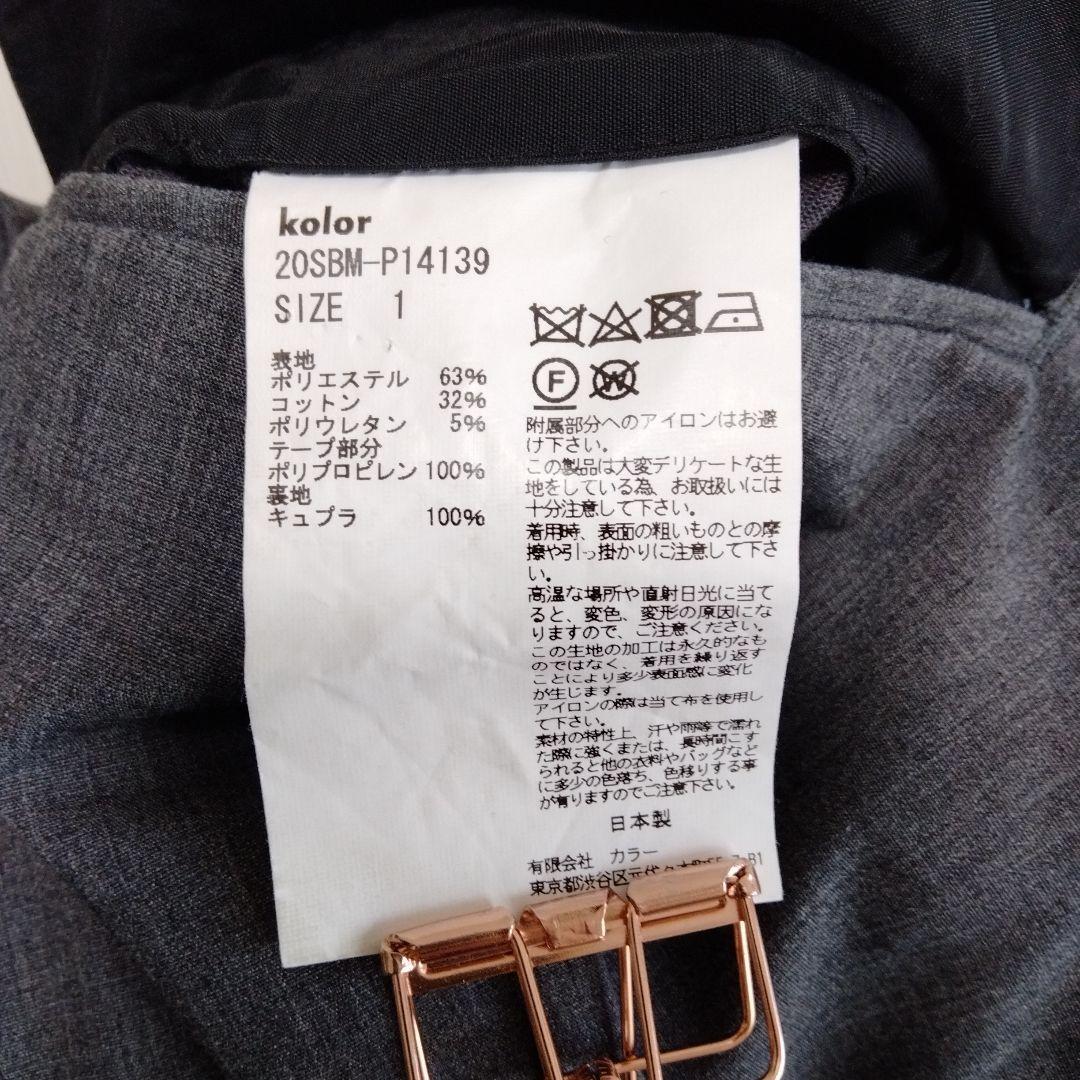 kolor
20SBM-P14139
SIZE 1
表地
ポリエステル 63%
コットン 32%
ポリウレタン 5%
テープ部分
ポリプロピレン 100%
裏地
キュプラ 100%
F W
附属部分へのアイロンはお避
け下さい。
この製品は大変デリケートな生
地をしている為、お取扱いには
十分注意して下さい。
着用時、表面の粗いものとの摩
擦や引っ掛かりに注意して下さ
い。
高温な場所や直射日光に当て
ると、変色、変形の原因にな
りますので、ご注意ください。
この生地の加工は永久的なも
のではなく、着用を繰り返す
ことにより多少表面感に変化
が生じます。
アイロンの際は当て布を使用し
て下さい。
素材の特性上、汗や雨等で濡れ
た際に強くまたは、長時間こす
られると他の衣料やバッグなど
に多少の色落ち、色移りする事
が有りますのでご注意下さい。
日本製
有限会社 カラー
東京都渋谷区元代々木町